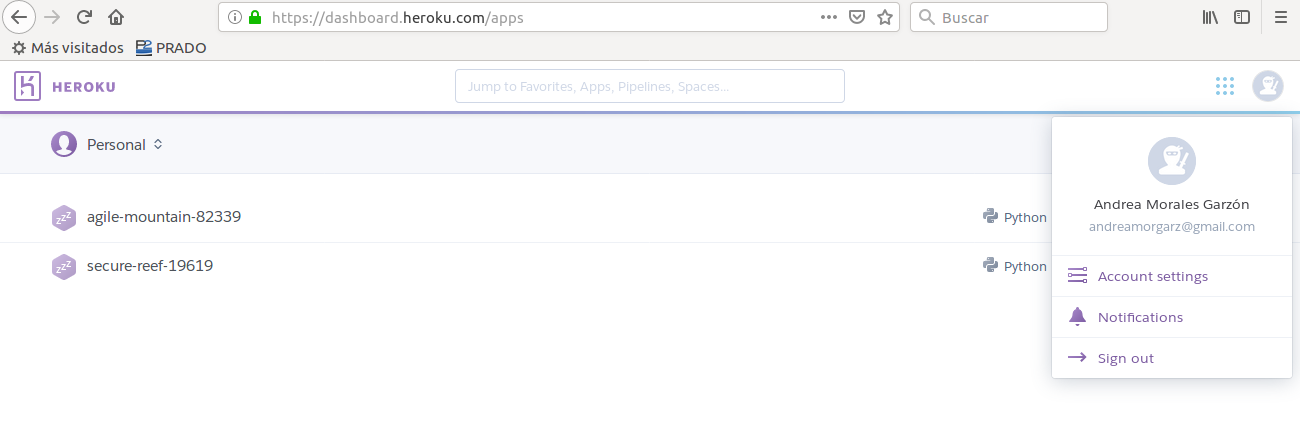 https://dashboard.heroku.com/apps
Buscar
Más visitados
PRADO
HEROKU
Jump to Favorites, Apps, Pipelines, Spaces...
Personal
agile-mountain-82339
Python
secure-reef-19619
Python
Andrea Morales Garzón
andreamorgarz@gmail.com
Account settings
Notifications
Sign out